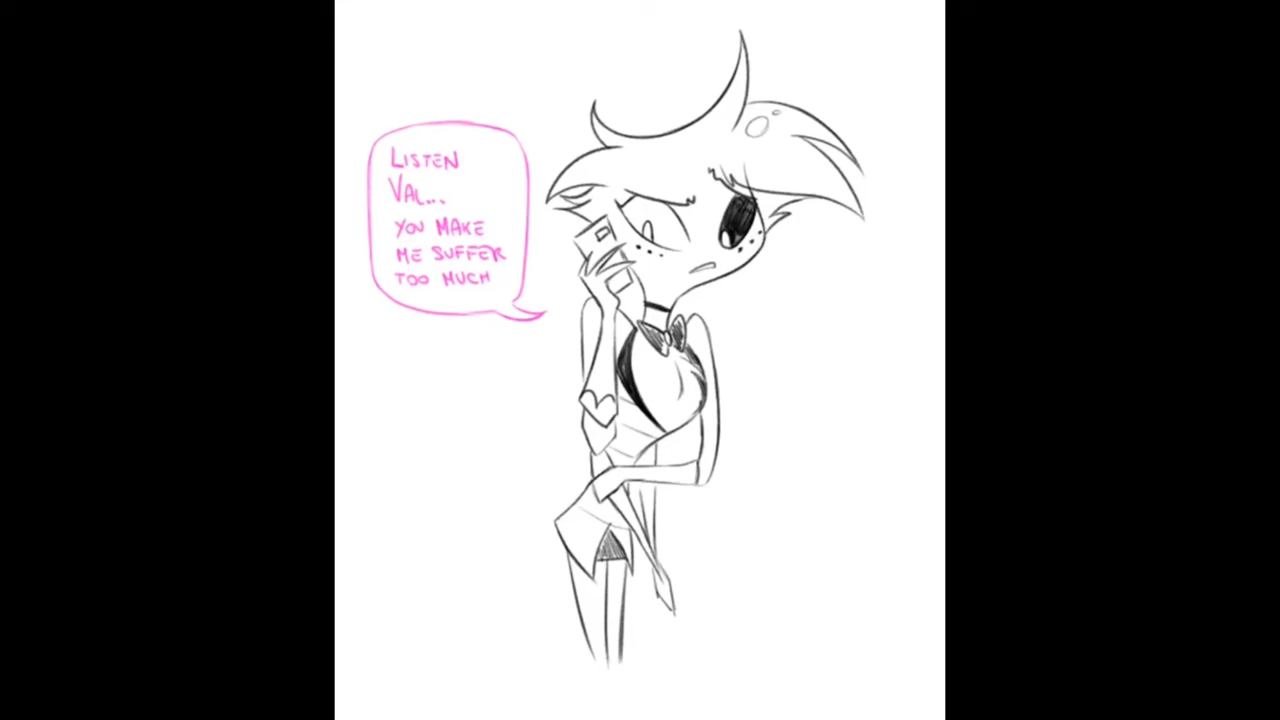 LISTEN
VAL...
YOU MAKE
ME SUFFER
TOO MUCH